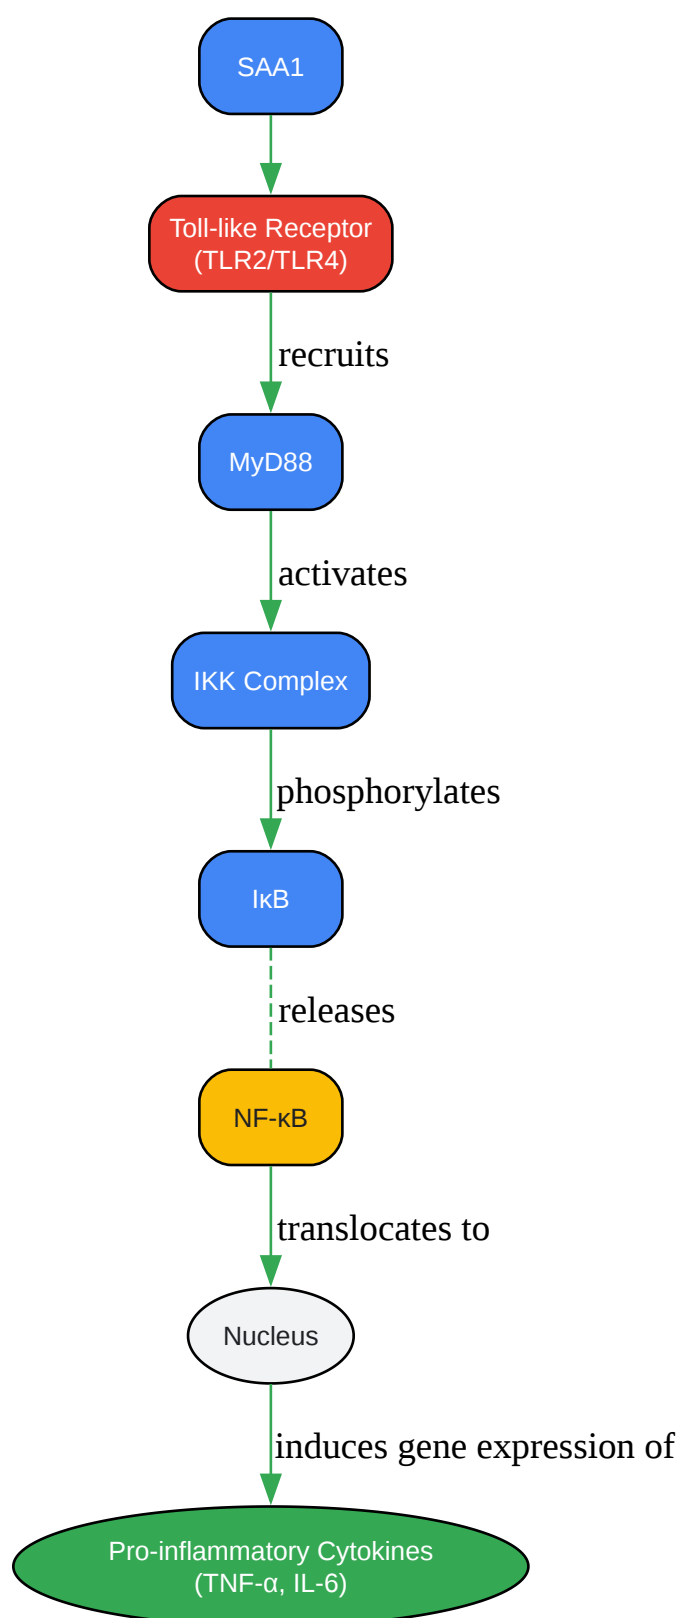 SAA1
Toll-like Receptor
(TLR2/TLR4)
recruits
MyD88
activates
IKK Complex
phosphorylates
IκB
releases
NF-κB
translocates to
Nucleus
induces gene expression of
Pro-inflammatory Cytokines
(TNF-α, IL-6)